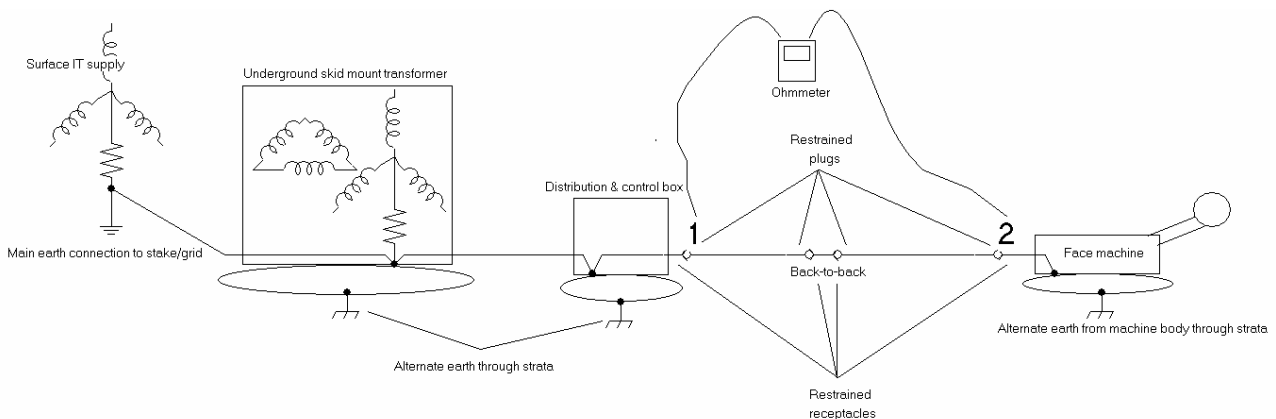 Surface IT supply
Underground skid mount transformer
Ohmmeter
Restrained
plugs
Distribution & control box
1
2
Main earth connection to stake/grid
Back-to-back
Face machine
Alternate earth through strata
Alternate earth from machine body through strata
Restrained
receptacles